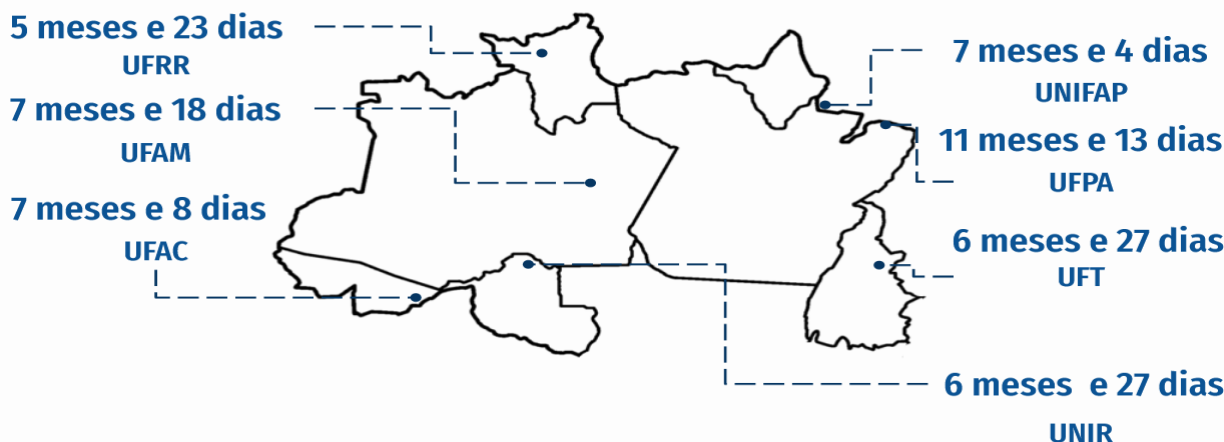 5 meses e 23 dias
UFRR
7 meses e 18 dias
UFAM
7 meses e 8 dias
UFAC
7 meses e 4 dias
UNIFAP
11 meses e 13 dias
UFPA
6 meses e 27 dias
UFT
6 meses e 27 dias
UNIR